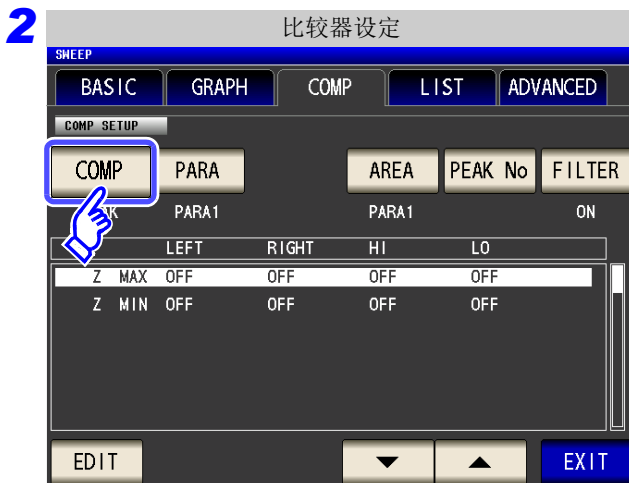 2
比较器设定
SWEEP
BASIC GRAPH COMP LIST ADVANCED
COMP SETUP
COMP PARA AREA PEAK No FILTER
PARA1 PARA1 ON
LEFT RIGHT HI LO
Z MAX OFF OFF OFF OFF
Z MIN OFF OFF OFF OFF
EDIT EXIT